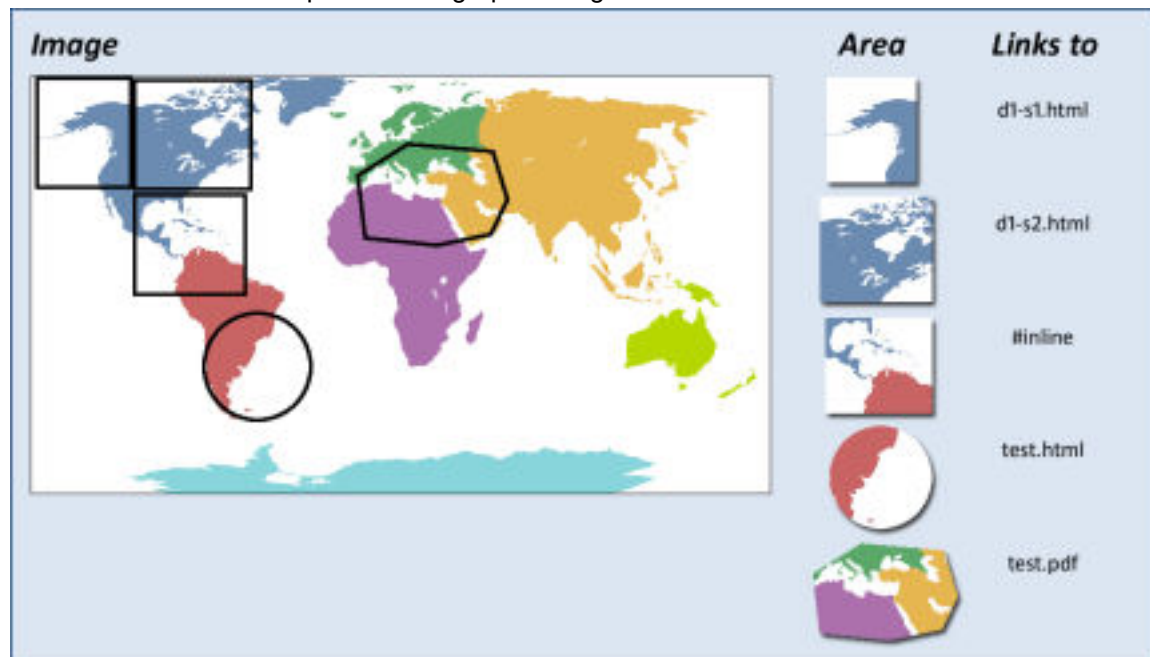 Image
Area
Links to
d1-s1.html
d1-s2.html
#inline
test.html
test.pdf